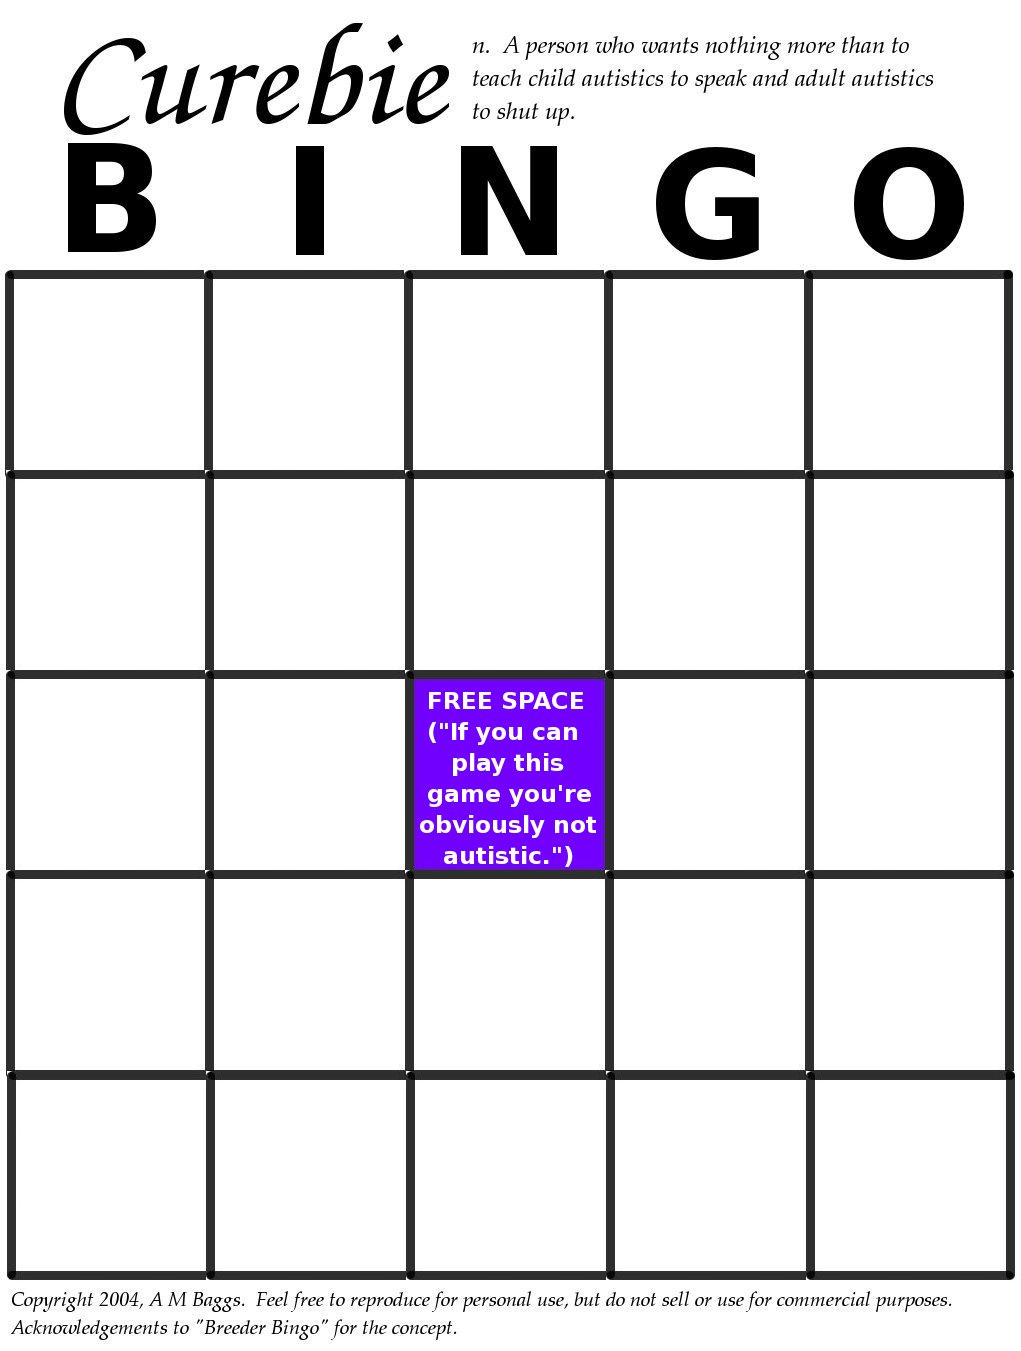 Curebie
n. A person who wants nothing more than to
teach child autistics to speak and adult autistics
to shut up.
B I N G O
FREE SPACE
("If you can
play this
game you're
obviously not
autistic.")
Copyright 2004, A M Baggs. Feel free to reproduce for personal use, but do not sell or use for commercial purposes.
Acknowledgements to "Breeder Bingo" for the concept.